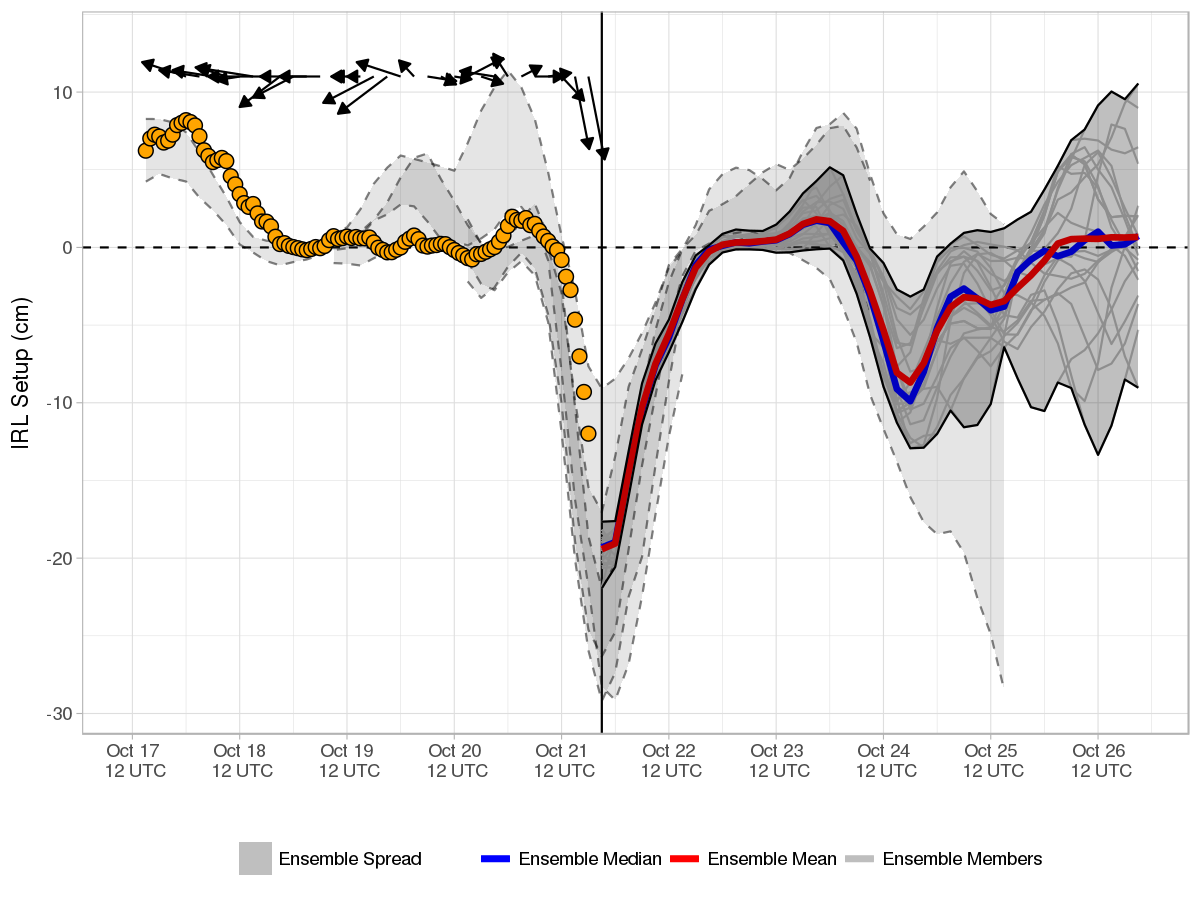 IRL Setup (cm)
10
0
-10
-20
-30
Oct 17
12 UTC
Oct 18
12 UTC
Oct 19
12 UTC
Oct 20
12 UTC
Oct 21
12 UTC
Oct 22
12 UTC
Oct 23
12 UTC
Oct 24
12 UTC
Oct 25
12 UTC
Oct 26
12 UTC
Ensemble Spread
Ensemble Median
Ensemble Mean
Ensemble Members